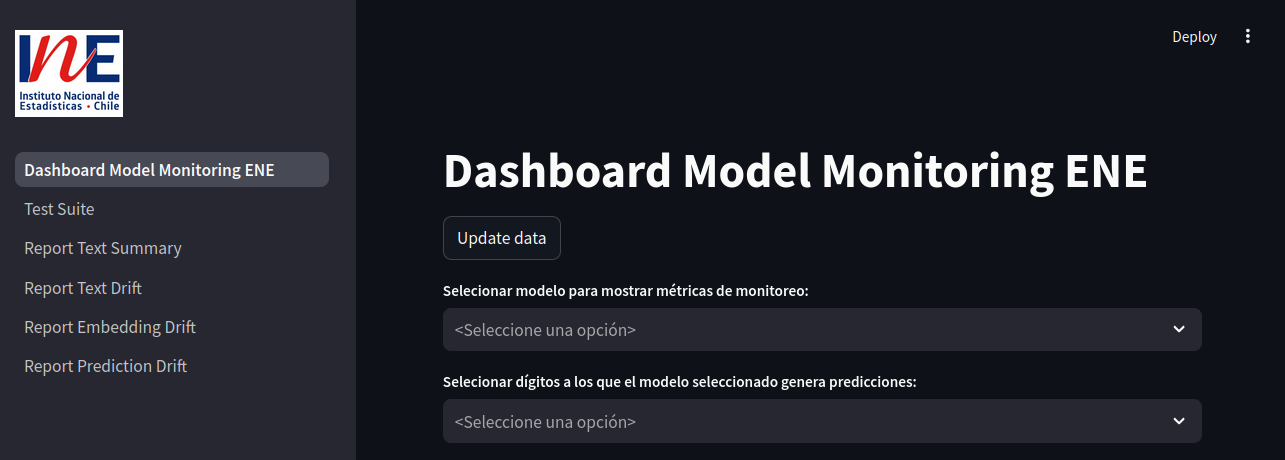 INE
Instituto Nacional de
Estadísticas • Chile
Dashboard Model Monitoring ENE
Test Suite
Report Text Summary
Report Text Drift
Report Embedding Drift
Report Prediction Drift
Deploy
Dashboard Model Monitoring ENE
Update data
Selecionar modelo para mostrar métricas de monitoreo:
<Seleccione una opción>
Selecionar dígitos a los que el modelo seleccionado genera predicciones:
<Seleccione una opción>